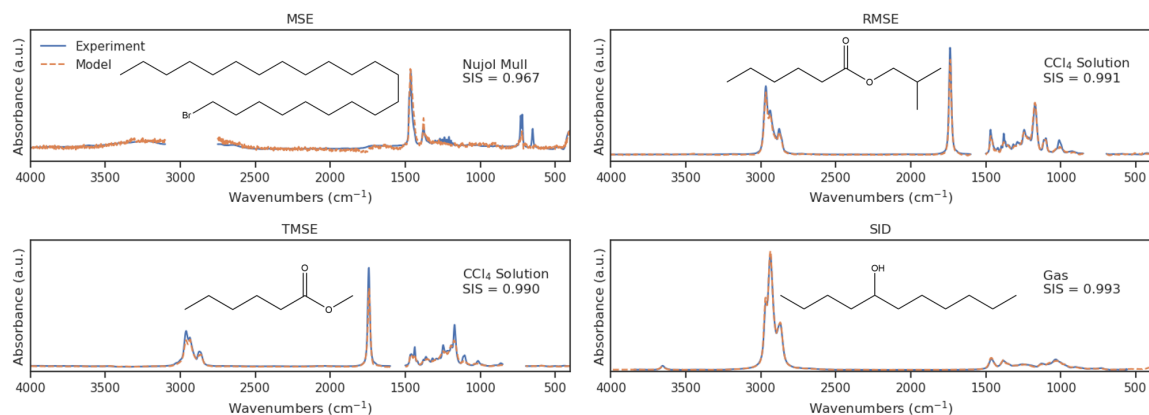 MSE
Absorbance (a.u.)
Experiment
Model
Nujol Mull
SIS = 0.967
Br
4000 3500 3000 2500 2000 1500 1000 500
Wavenumbers (cm⁻¹)
RMSE
Absorbance (a.u.)
O
O
CCl₄ Solution
SIS = 0.991
4000 3500 3000 2500 2000 1500 1000 500
Wavenumbers (cm⁻¹)
TMSE
Absorbance (a.u.)
O
O
CCl₄ Solution
SIS = 0.990
4000 3500 3000 2500 2000 1500 1000 500
Wavenumbers (cm⁻¹)
SID
Absorbance (a.u.)
OH
Gas
SIS = 0.993
4000 3500 3000 2500 2000 1500 1000 500
Wavenumbers (cm⁻¹)